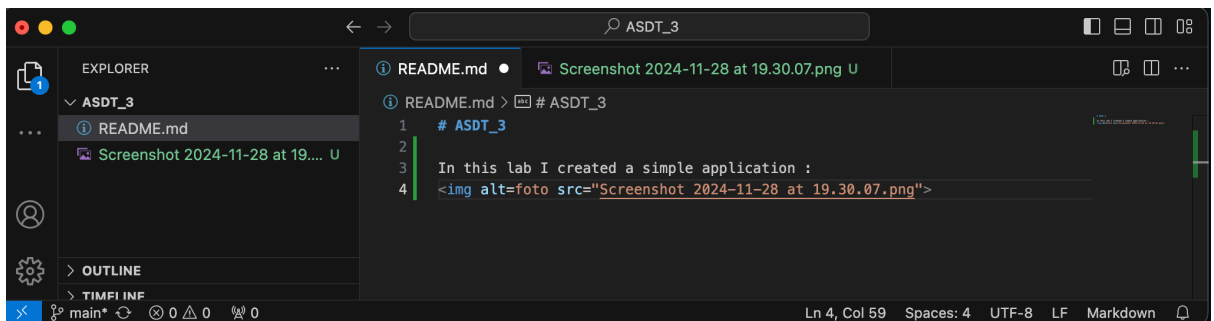 ASDT_3
EXPLORER ...
README.md ●
Screenshot 2024-11-28 at 19.30.07.png U
...
1
ASDT_3
README.md > abc # ASDT_3
README.md
1 # ASDT_3
Screenshot 2024-11-28 at 19.... U
2
3 In this lab I created a simple application :
4 <img alt=foto src="Screenshot 2024-11-28 at 19.30.07.png">
OUTLINE
TIMELINE
main* 0 0 0 Ln 4, Col 59 Spaces: 4 UTF-8 LF Markdown